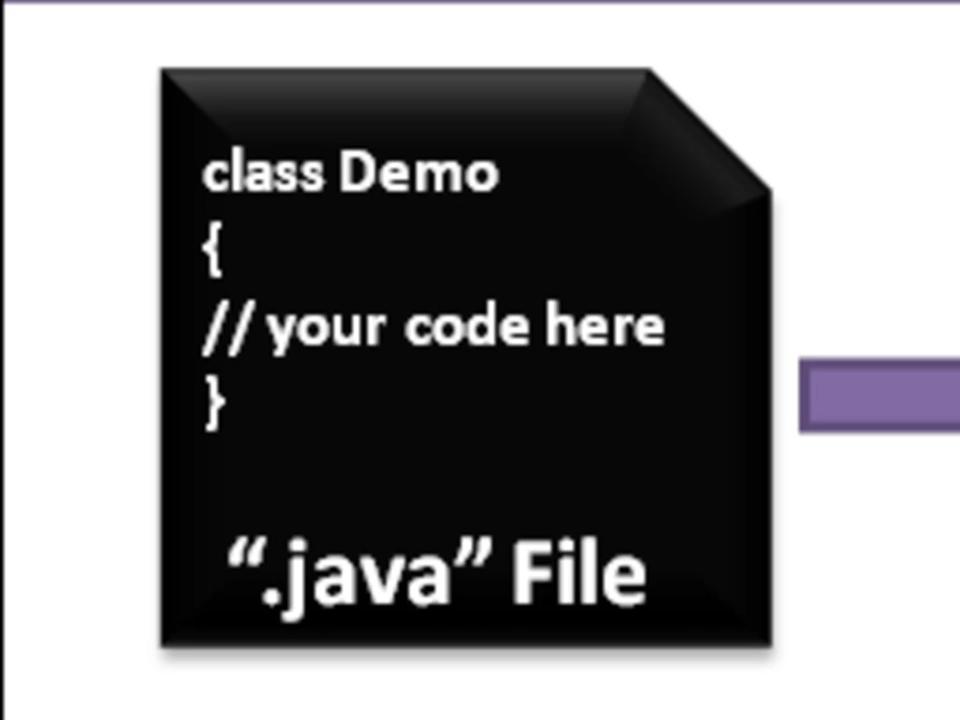 class Demo
{
// your code here
}
“.java” File